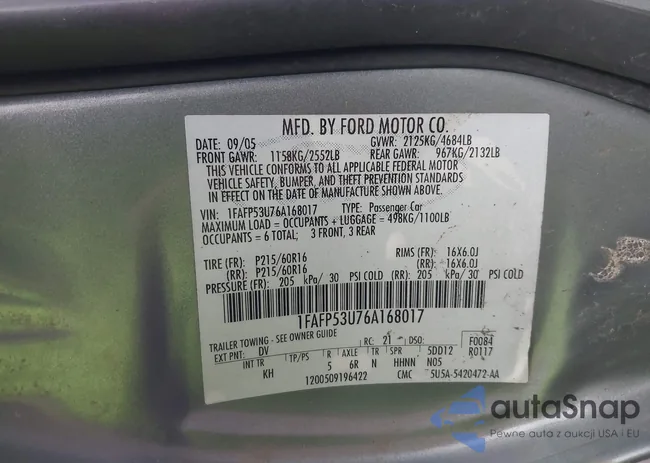 MFD. BY FORD MOTOR CO.
DATE: 09/05 GVWR: 2125KG/4684LB
FRONT GAWR: 1158KG/2552LB REAR GAWR: 967KG/2132LB
THIS VEHICLE CONFORMS TO ALL APPLICABLE FEDERAL MOTOR
VEHICLE SAFETY, BUMPER, AND THEFT PREVENTION STANDARDS
IN EFFECT ON THE DATE OF MANUFACTURE SHOWN ABOVE.
VIN: 1FAFP53U76A168017 TYPE: Passenger Car
MAXIMUM LOAD = OCCUPANTS + LUGGAGE = 498KG/1100LB
OCCUPANTS = 6 TOTAL; 3 FRONT, 3 REAR
TIRE (FR): P215/60R16 RIMS (FR): 16X6.0J
(RR): P215/60R16 (RR): 16X6.0J
PRESSURE (FR): 205 kPa/ 30 PSI COLD (RR): 205 kPa/ 30 PSI COLD
1FAFP53U76A168017
TRAILER TOWING - SEE OWNER GUIDE RC: 21 DSO: F0084
EXT PNT: DV 5DD12 R0117
INT TR TP/PS R AXLE TR SPR N05
KH 5 6R N HHNN
1200509196422 CMC 5U5A-5420472-AA
autoSnap
Pewne auto z aukcji USA i EU